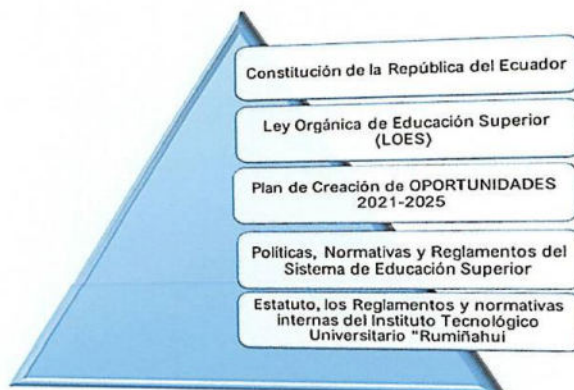 Constitución de la República del Ecuador
Ley Orgánica de Educación Superior
(LOES)
Plan de Creación de OPORTUNIDADES
2021-2025
Políticas, Normativas y Reglamentos del
Sistema de Educación Superior
Estatuto, los Reglamentos y normativas
internas del Instituto Tecnológico
Universitario "Rumiñahui